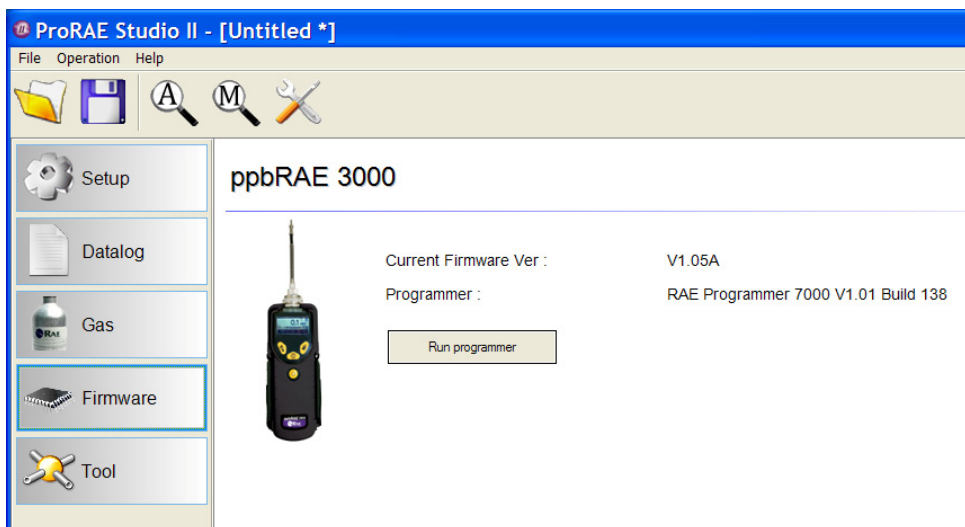 ProRAE Studio II - [Untitled *]
File Operation Help
A M
Setup
ppbRAE 3000
Datalog
Current Firmware Ver : V1.05A
Programmer : RAE Programmer 7000 V1.01 Build 138
Run programmer
Gas
RAE
Firmware
Tool